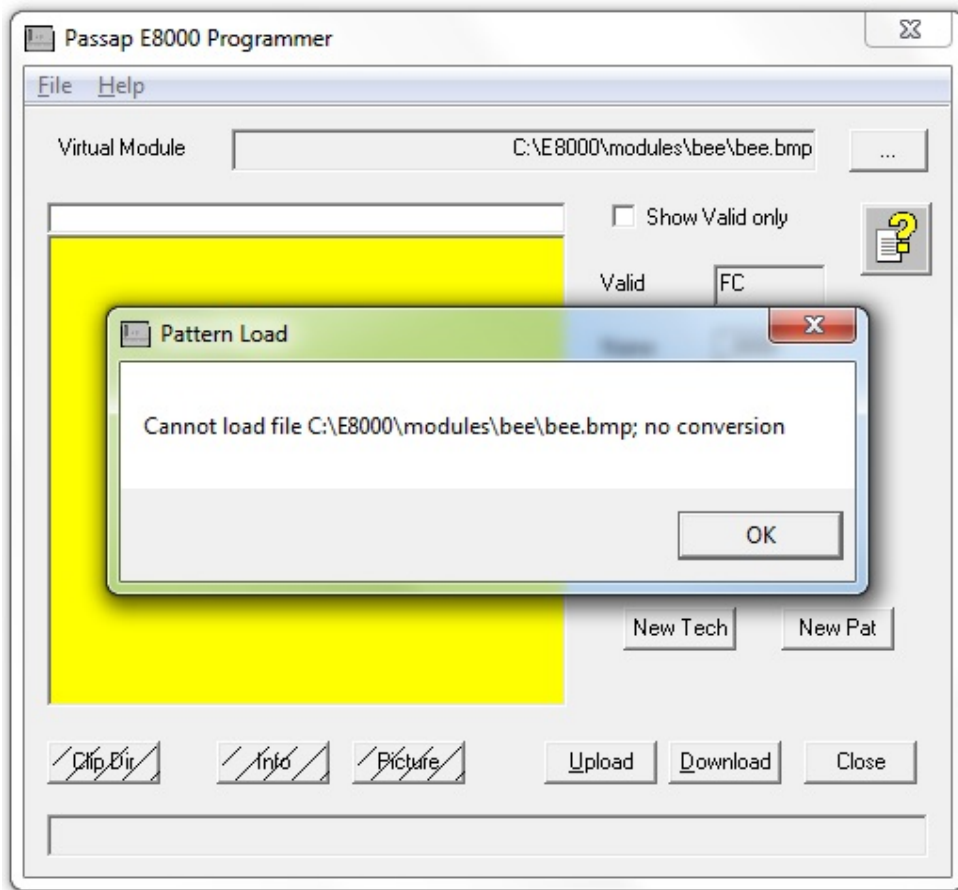 Passap E8000 Programmer
File Help
Virtual Module C:\E8000\modules\bee\bee.bmp ...
Show Valid only
Valid FC
Pattern Load
Name
Cannot load file C:\E8000\modules\bee\bee.bmp; no conversion
OK
New Tech New Pat
Clip Dir Info Picture Upload Download Close